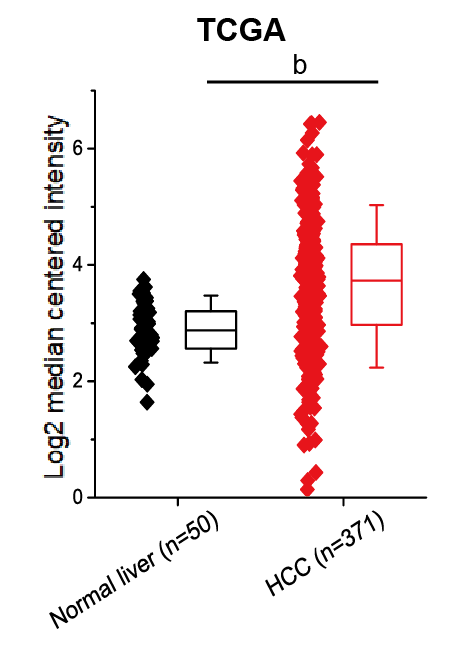 TCGA
b
Log2 median centered intensity
6
4
2
0
Normal liver (n=50)
HCC (n=371)